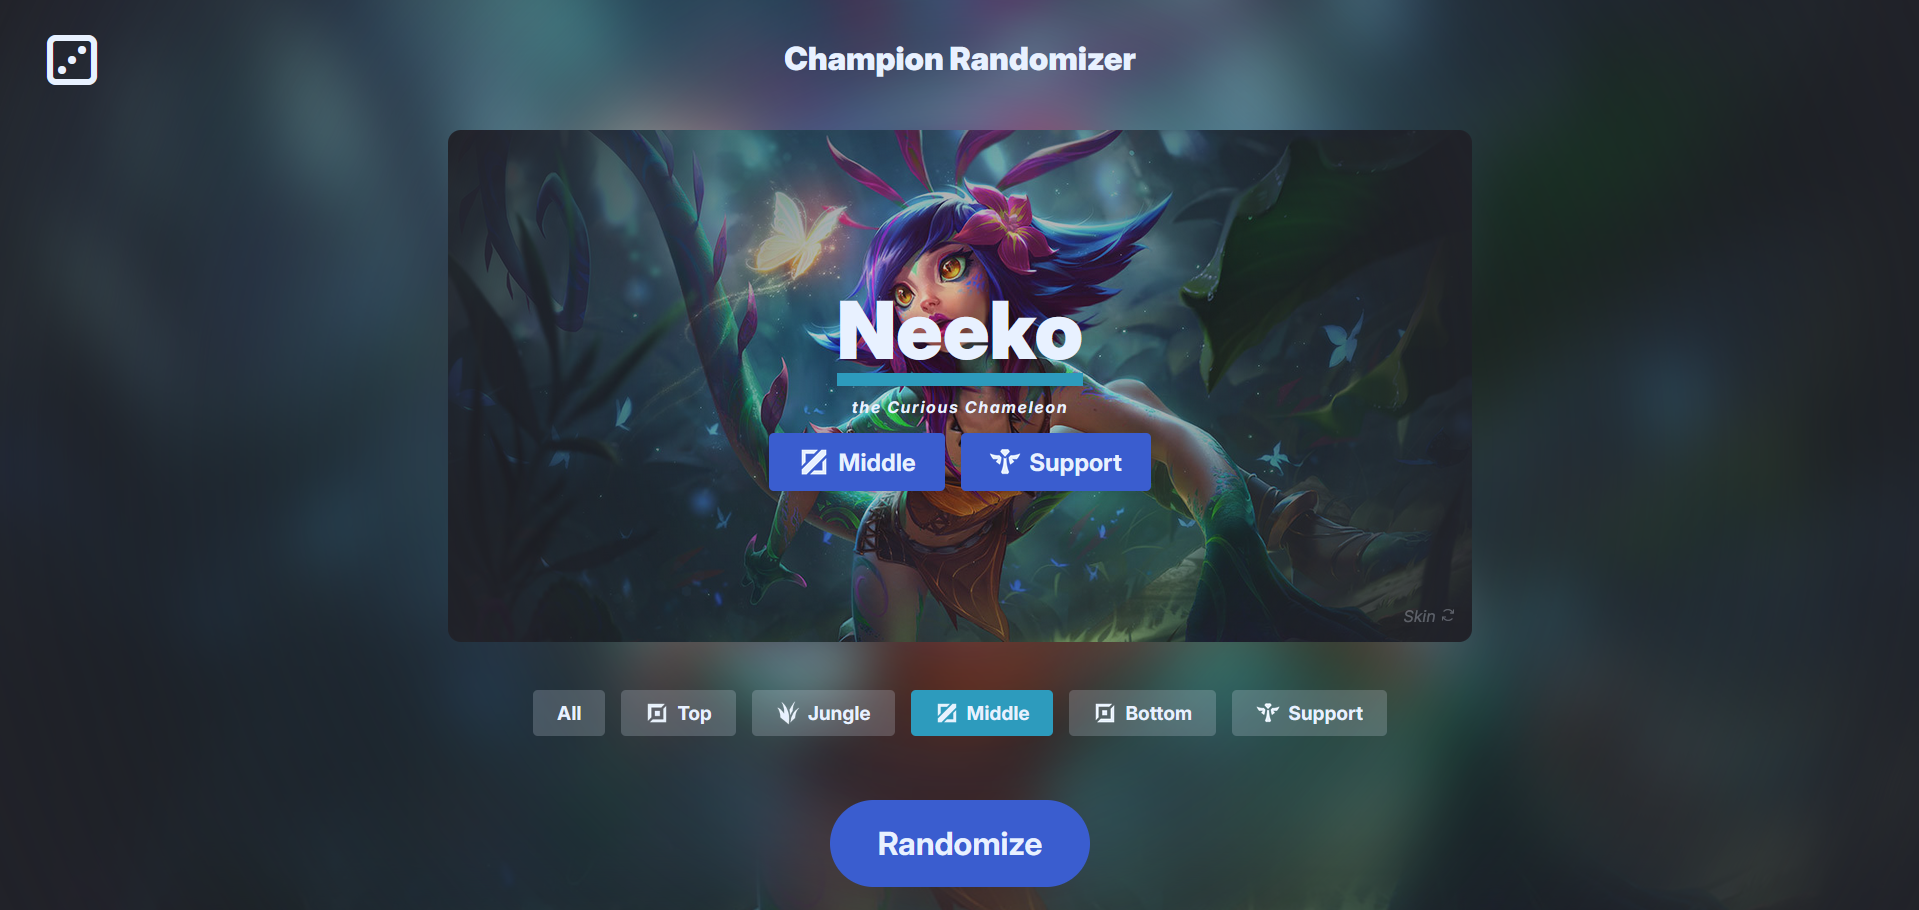 Champion Randomizer
Neeko
the Curious Chameleon
Middle Support
Skin
All Top Jungle Middle Bottom Support
Randomize